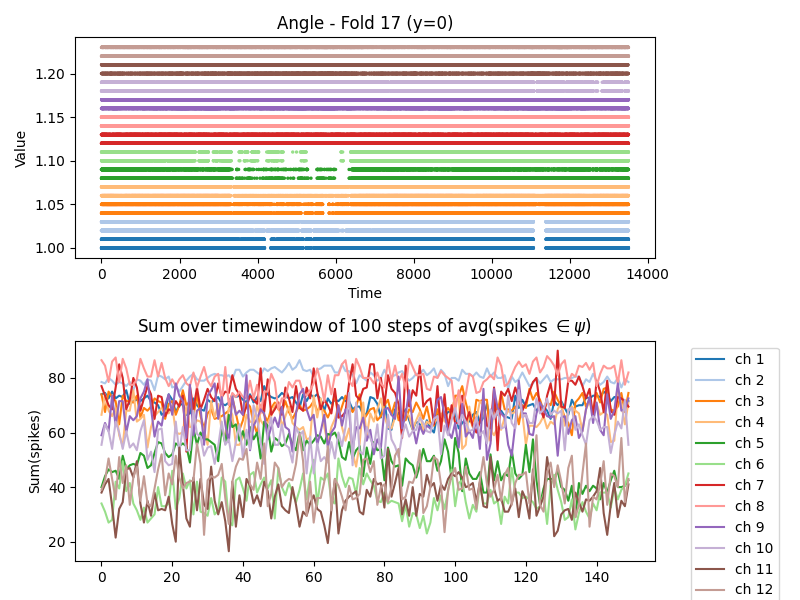 Angle - Fold 17 (y=0)
Value
1.20
1.15
1.10
1.05
1.00
0 2000 4000 6000 8000 10000 12000 14000
Time
Sum over timewindow of 100 steps of avg(spikes ∈ψ)
Sum(spikes)
80
60
40
20
0 20 40 60 80 100 120 140
ch 1
ch 2
ch 3
ch 4
ch 5
ch 6
ch 7
ch 8
ch 9
ch 10
ch 11
ch 12